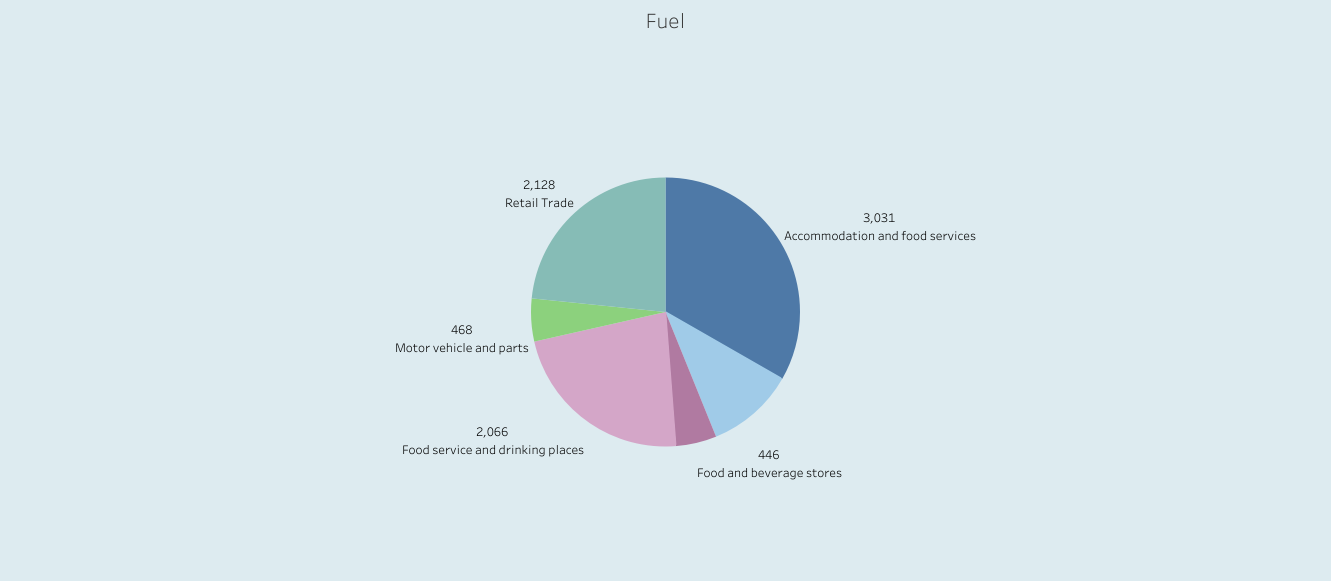 Fuel
2,128
Retail Trade
3,031
Accommodation and food services
468
Motor vehicle and parts
2,066
Food service and drinking places
446
Food and beverage stores